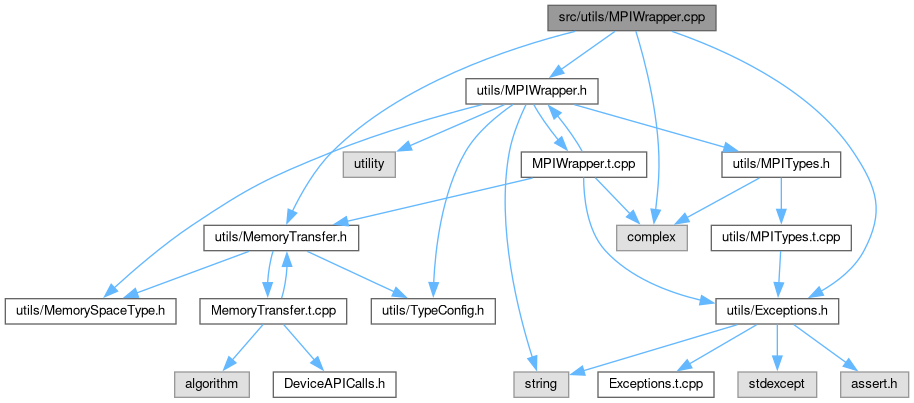 src/utils/MPIWrapper.cpp
utils/MPIWrapper.h
utility
MPIWrapper.t.cpp
utils/MPITypes.h
utils/MemoryTransfer.h
complex
utils/MPITypes.t.cpp
utils/MemorySpaceType.h
MemoryTransfer.t.cpp
utils/TypeConfig.h
utils/Exceptions.h
algorithm
DeviceAPICalls.h
string
Exceptions.t.cpp
stdexcept
assert.h